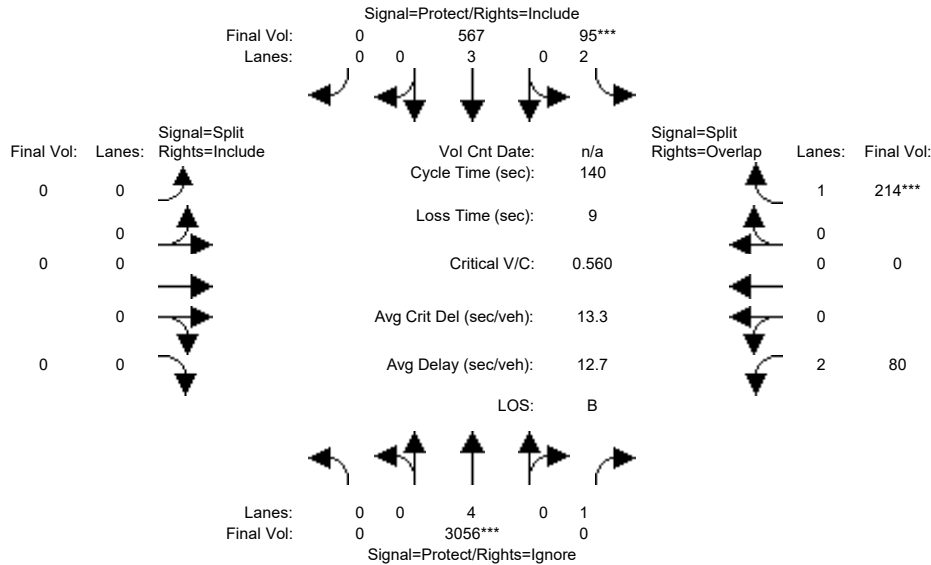 Signal=Protect/Rights=Include
Final Vol: 0 567 95***
Lanes: 0 0 3 0 2
Signal=Split Signal=Split
Final Vol: Lanes: Rights=Include Vol Cnt Date: n/a Rights=Overlap Lanes: Final Vol:
Cycle Time (sec): 140
0 0 1 214***
Loss Time (sec): 9
0 0
0 0 Critical V/C: 0.560 0 0
0 Avg Crit Del (sec/veh): 13.3 0
0 0 Avg Delay (sec/veh): 12.7 2 80
LOS: B
Lanes: 0 0 4 0 1
Final Vol: 0 3056*** 0
Signal=Protect/Rights=Ignore